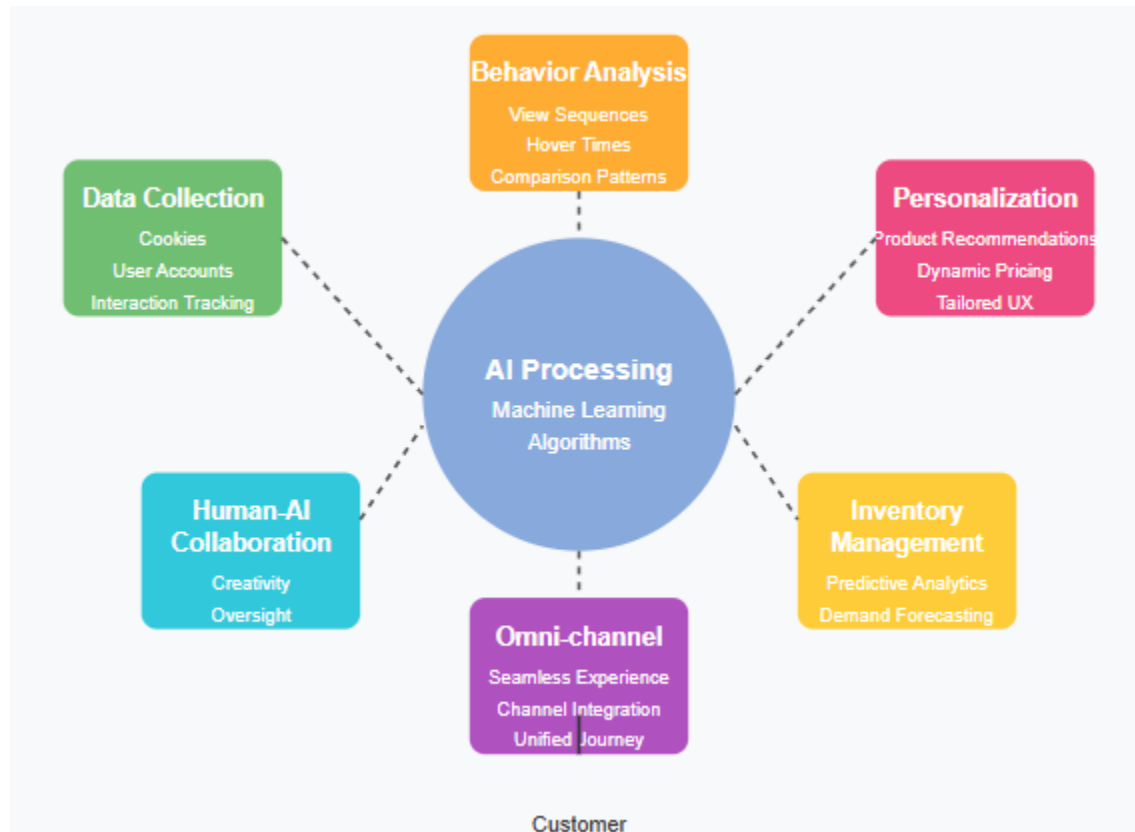 Behavior Analysis
View Sequences
Hover Times
Comparison Patterns
Data Collection
Cookies
User Accounts
Interaction Tracking
Personalization
Product Recommendations
Dynamic Pricing
Tailored UX
AI Processing
Machine Learning
Algorithms
Human-AI
Collaboration
Creativity
Oversight
Inventory
Management
Predictive Analytics
Demand Forecasting
Omni-channel
Seamless Experience
Channel Integration
Unified Journey
Customer